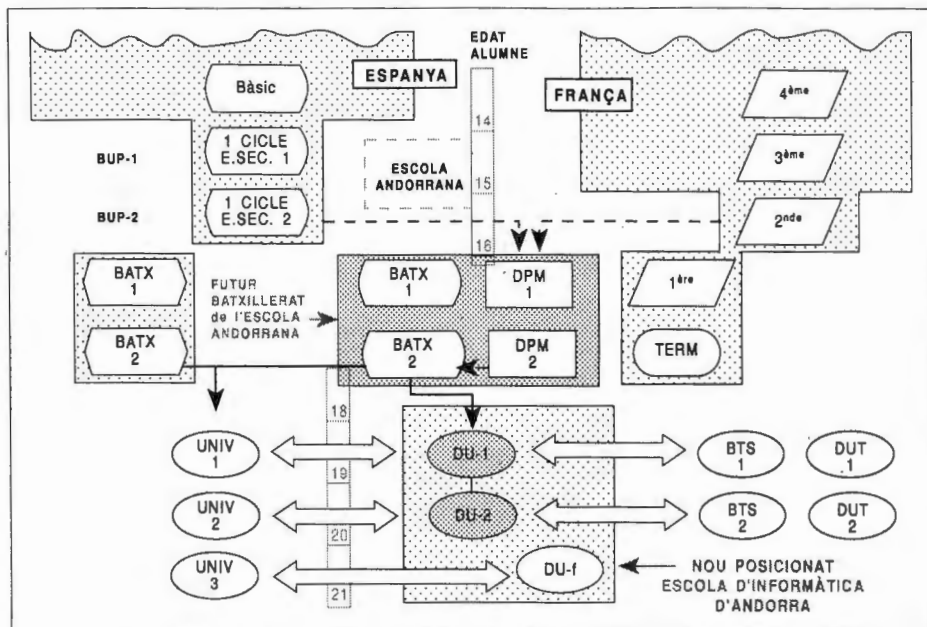 EDAT
ALUMNE
ESPANYA
FRANÇA
Bàsic
4ème
14
BUP-1
1 CICLE
E.SEC. 1
ESCOLA
ANDORRANA
3ème
15
BUP-2
1 CICLE
E.SEC. 2
2nde
16
BATX
1
FUTUR
BATXILLERAT
de l'ESCOLA
ANDORRANA
BATX
1
DPM
1
1ère
BATX
2
BATX
2
DPM
2
TERM
18
UNIV
1
DU-1
BTS
1
DUT
1
19
UNIV
2
DU-2
BTS
2
DUT
2
20
UNIV
3
DU-f
NOU POSICIONAT
ESCOLA D'INFORMÀTICA
D'ANDORRA
21